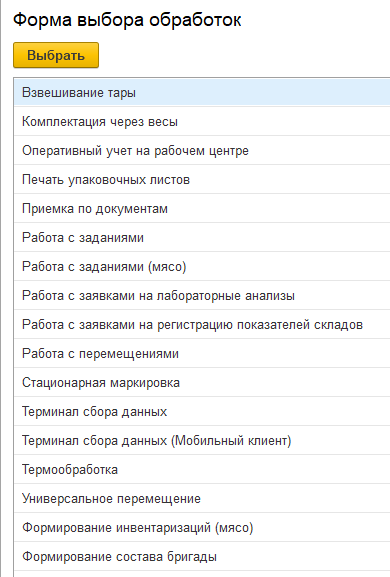 Форма выбора обработок
Выбрать
Взвешивание тары
Комплектация через весы
Оперативный учет на рабочем центре
Печать упаковочных листов
Приемка по документам
Работа с заданиями
Работа с заданиями (мясо)
Работа с заявками на лабораторные анализы
Работа с заявками на регистрацию показателей складов
Работа с перемещениями
Стационарная маркировка
Терминал сбора данных
Терминал сбора данных (Мобильный клиент)
Термообработка
Универсальное перемещение
Формирование инвентаризаций (мясо)
Формирование состава бригады